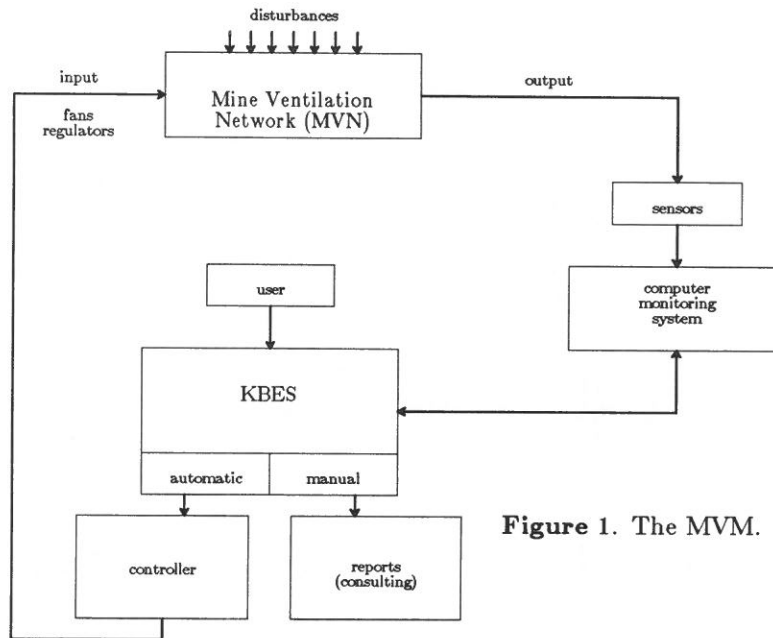 disturbances
input
Mine Ventilation
Network (MVN)
output
fans
regulators
sensors
user
computer
monitoring
system
KBES
automatic
manual
controller
reports
(consulting)
Figure 1. The MVM.